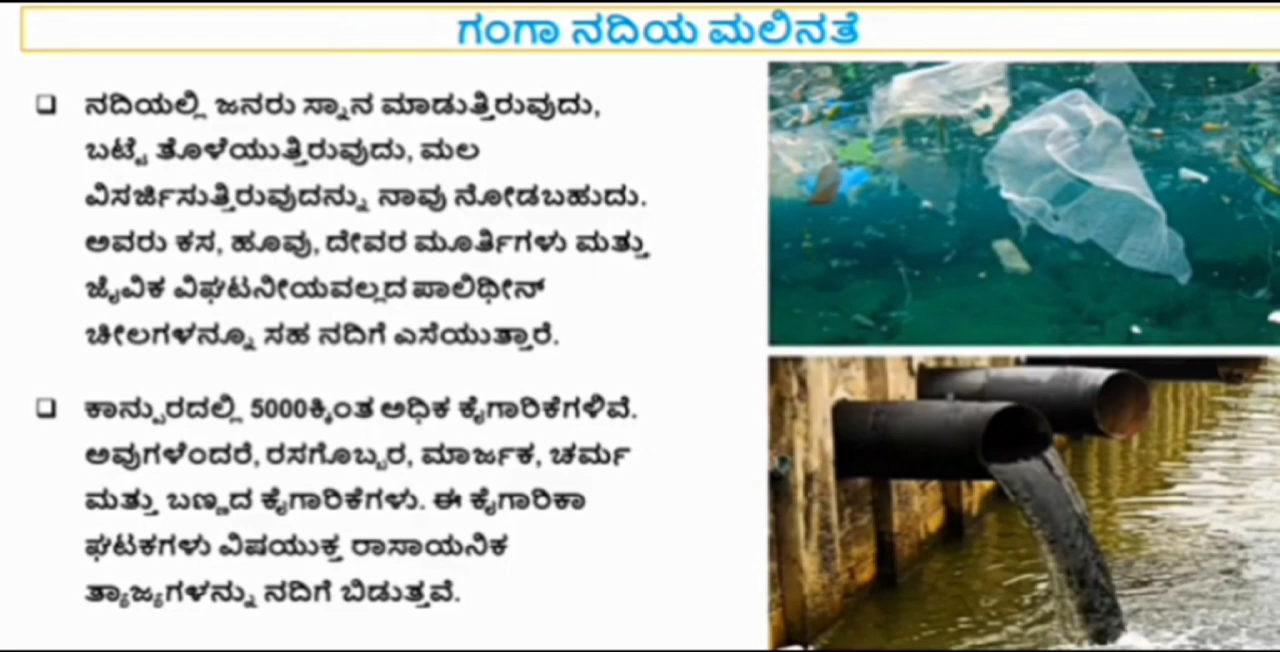 ಗಂಗಾ ನದಿಯ ಮಲಿನತೆ
❑ ನದಿಯಲ್ಲಿ ಜನರು ಸ್ನಾನ ಮಾಡುತ್ತಿರುವುದು,
ಬಟ್ಟೆ ತೊಳೆಯುತ್ತಿರುವುದು, ಮಲ
ವಿಸರ್ಜಿಸುತ್ತಿರುವುದನ್ನು ನಾವು ನೋಡಬಹುದು.
ಅವರು ಕಸ, ಹೂವು, ದೇವರ ಮೂರ್ತಿಗಳು ಮತ್ತು
ಜೈವಿಕ ವಿಘಟನೀಯವಲ್ಲದ ಪಾಲಿಥೀನ್
ಚೀಲಗಳನ್ನೂ ಸಹ ನದಿಗೆ ಎಸೆಯುತ್ತಾರೆ.
❑ ಕಾನ್ಪುರದಲ್ಲಿ 5000ಕ್ಕಿಂತ ಅಧಿಕ ಕೈಗಾರಿಕೆಗಳಿವೆ.
ಅವುಗಳೆಂದರೆ, ರಸಗೊಬ್ಬರ, ಮಾರ್ಜಕ, ಚರ್ಮ
ಮತ್ತು ಬಣ್ಣದ ಕೈಗಾರಿಕೆಗಳು. ಈ ಕೈಗಾರಿಕಾ
ಘಟಕಗಳು ವಿಷಯುಕ್ತ ರಾಸಾಯನಿಕ
ತ್ಯಾಜ್ಯಗಳನ್ನು ನದಿಗೆ ಬಿಡುತ್ತವೆ.